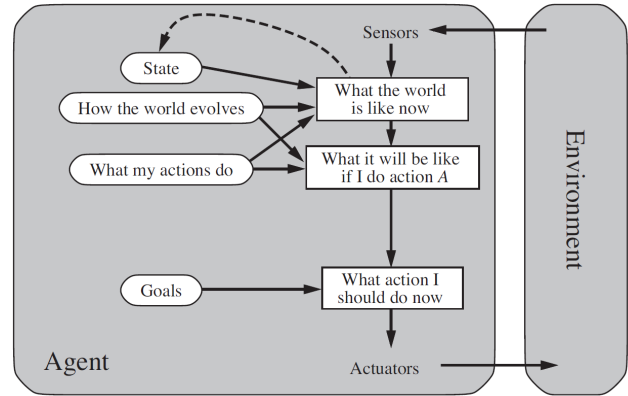 Sensors
State
What the world
is like now
How the world evolves
What it will be like
if I do action A
What my actions do
Environment
What action I
should do now
Goals
Agent
Actuators